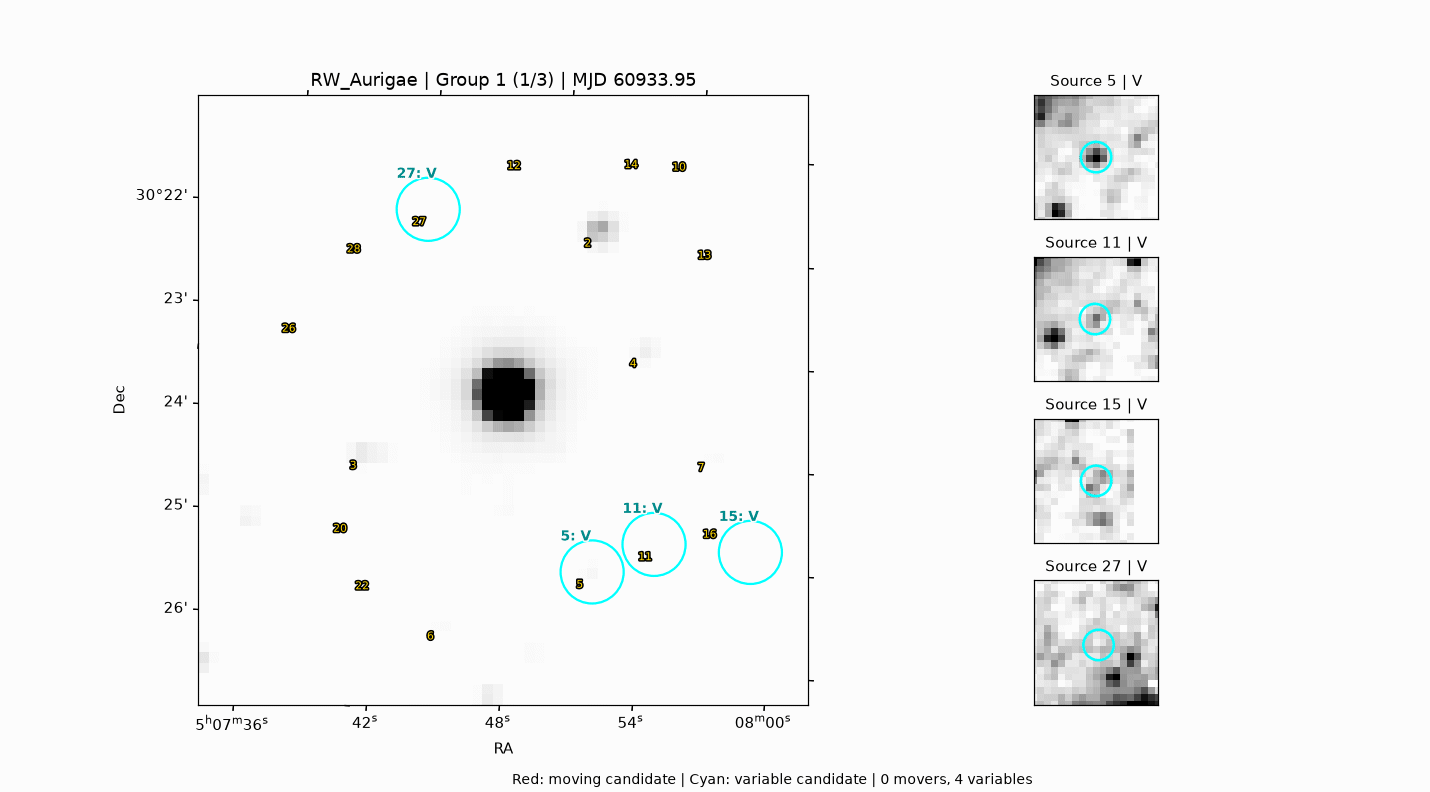 RW_Aurigae | Group 1 (1/3) | MJD 60933.95
Source 5 | V
12
14
10
27: V
30°22'
27
2
28
13
Source 11 | V
23'
26
4
Dec
24'
Source 15 | V
3
7
25'
11: V
15: V
20
16
5: V
11
5
22
Source 27 | V
26'
6
5ʰ07ᵐ36ˢ
42ˢ
48ˢ
54ˢ
08ᵐ00ˢ
RA
Red: moving candidate | Cyan: variable candidate | 0 movers, 4 variables